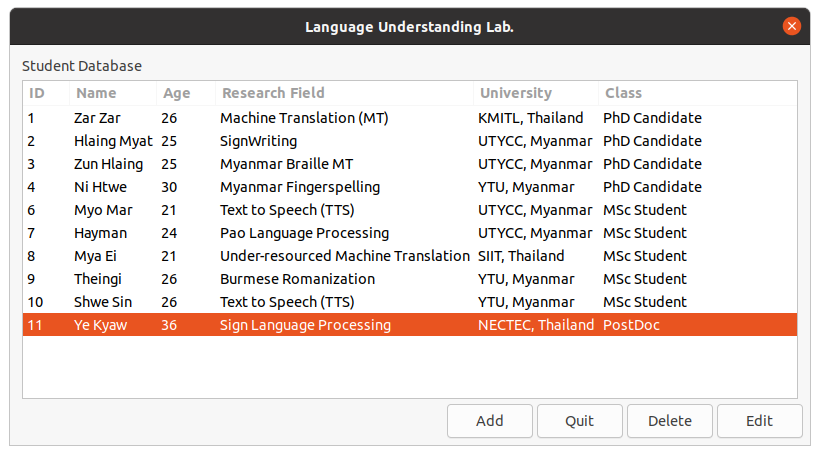 Language Understanding Lab.
Student Database
ID Name Age Research Field University Class
1 Zar Zar 26 Machine Translation (MT) KMITL, Thailand PhD Candidate
2 Hlaing Myat 25 SignWriting UTYCC, Myanmar PhD Candidate
3 Zun Hlaing 25 Myanmar Braille MT UTYCC, Myanmar PhD Candidate
4 Ni Htwe 30 Myanmar Fingerspelling YTU, Myanmar PhD Candidate
6 Myo Mar 21 Text to Speech (TTS) UTYCC, Myanmar MSc Student
7 Hayman 24 Pao Language Processing UTYCC, Myanmar MSc Student
8 Mya Ei 21 Under-resourced Machine Translation SIIT, Thailand MSc Student
9 Theingi 26 Burmese Romanization YTU, Myanmar MSc Student
10 Shwe Sin 26 Text to Speech (TTS) YTU, Myanmar MSc Student
11 Ye Kyaw 36 Sign Language Processing NECTEC, Thailand PostDoc
Add Quit Delete Edit